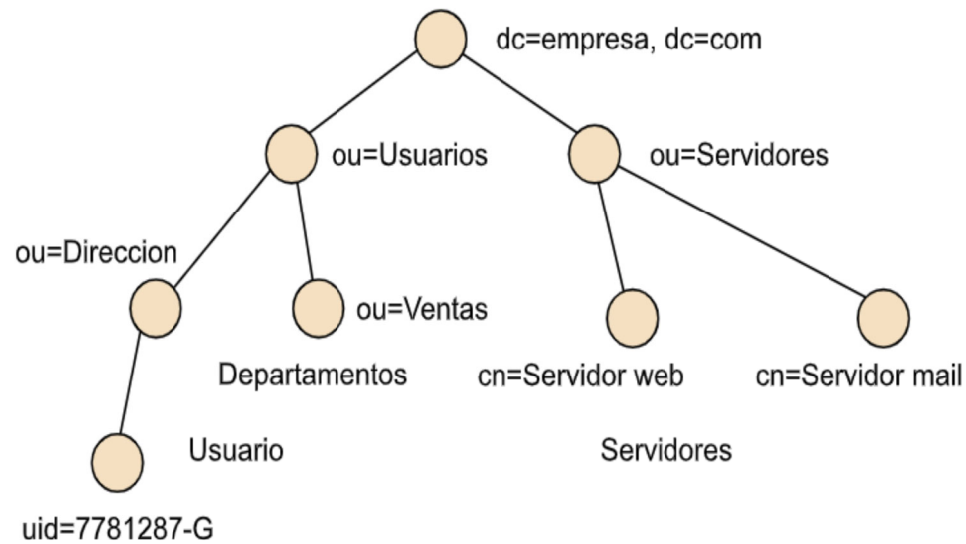 dc=empresa, dc=com
ou=Usuarios
ou=Servidores
ou=Direccion
ou=Ventas
Departamentos
cn=Servidor web
cn=Servidor mail
Usuario
Servidores
uid=7781287-G